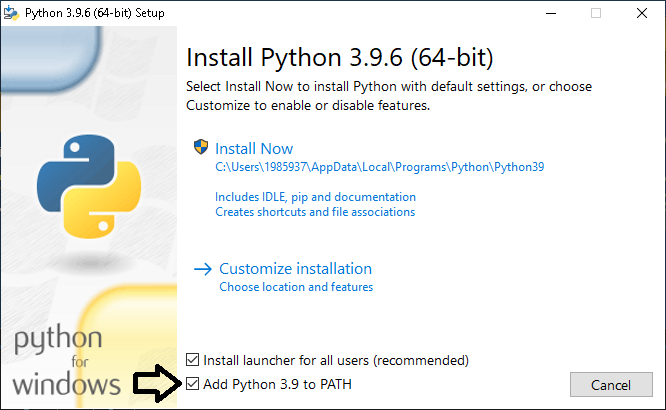 Python 3.9.6 (64-bit) Setup
Install Python 3.9.6 (64-bit)
Select Install Now to install Python with default settings, or choose
Customize to enable or disable features.
Install Now
C:\Users\1985937\AppData\Local\Programs\Python\Python39
Includes IDLE, pip and documentation
Creates shortcuts and file associations
Customize installation
Choose location and features
python
for
windows
Install launcher for all users (recommended)
Add Python 3.9 to PATH
Cancel